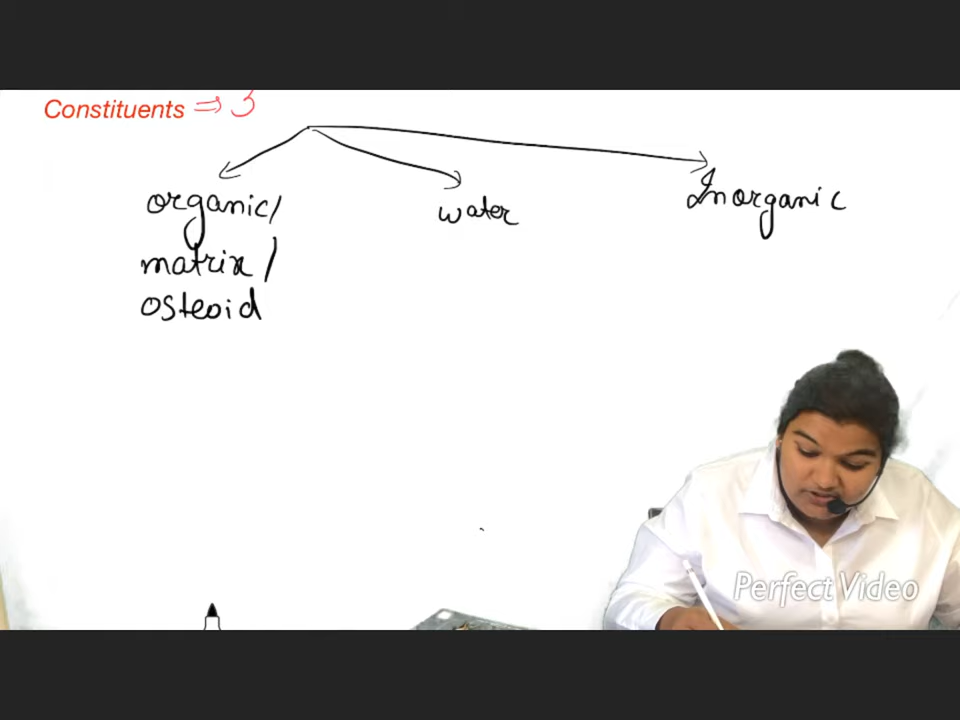 Constituents ⇒ 3
organic/
matrix/
osteoid
water
Inorganic
Perfect Video